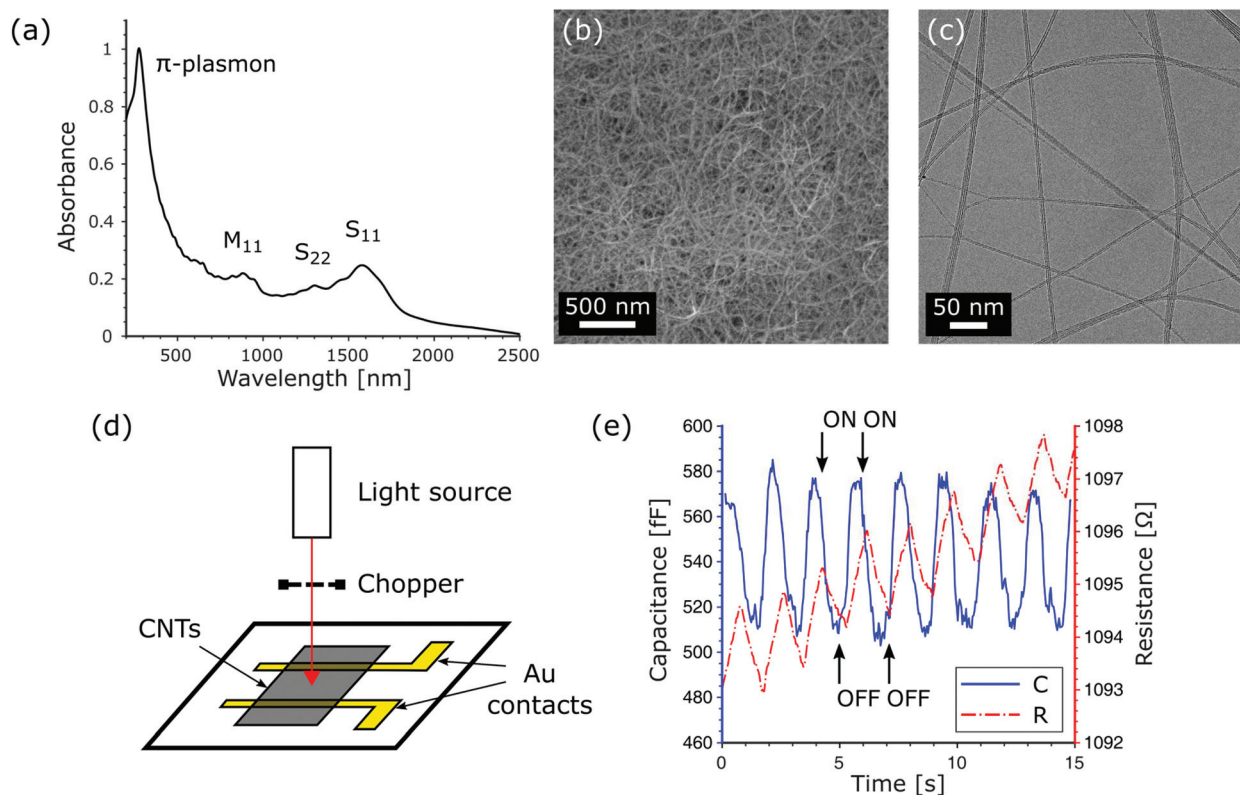 (a)
π-plasmon
M₁₁
S₂₂
S₁₁
1
0.8
0.6
0.4
0.2
0
Absorbance
500
1000
1500
2000
2500
Wavelength [nm]
(b)
500 nm
(c)
50 nm
(d)
Light source
Chopper
CNTs
Au
contacts
(e)
ON ON
OFF OFF
600
580
560
540
520
500
480
460
Capacitance [fF]
1098
1097
1096
1095
1094
1093
1092
Resistance [Ω]
C
R
0
5
10
15
Time [s]